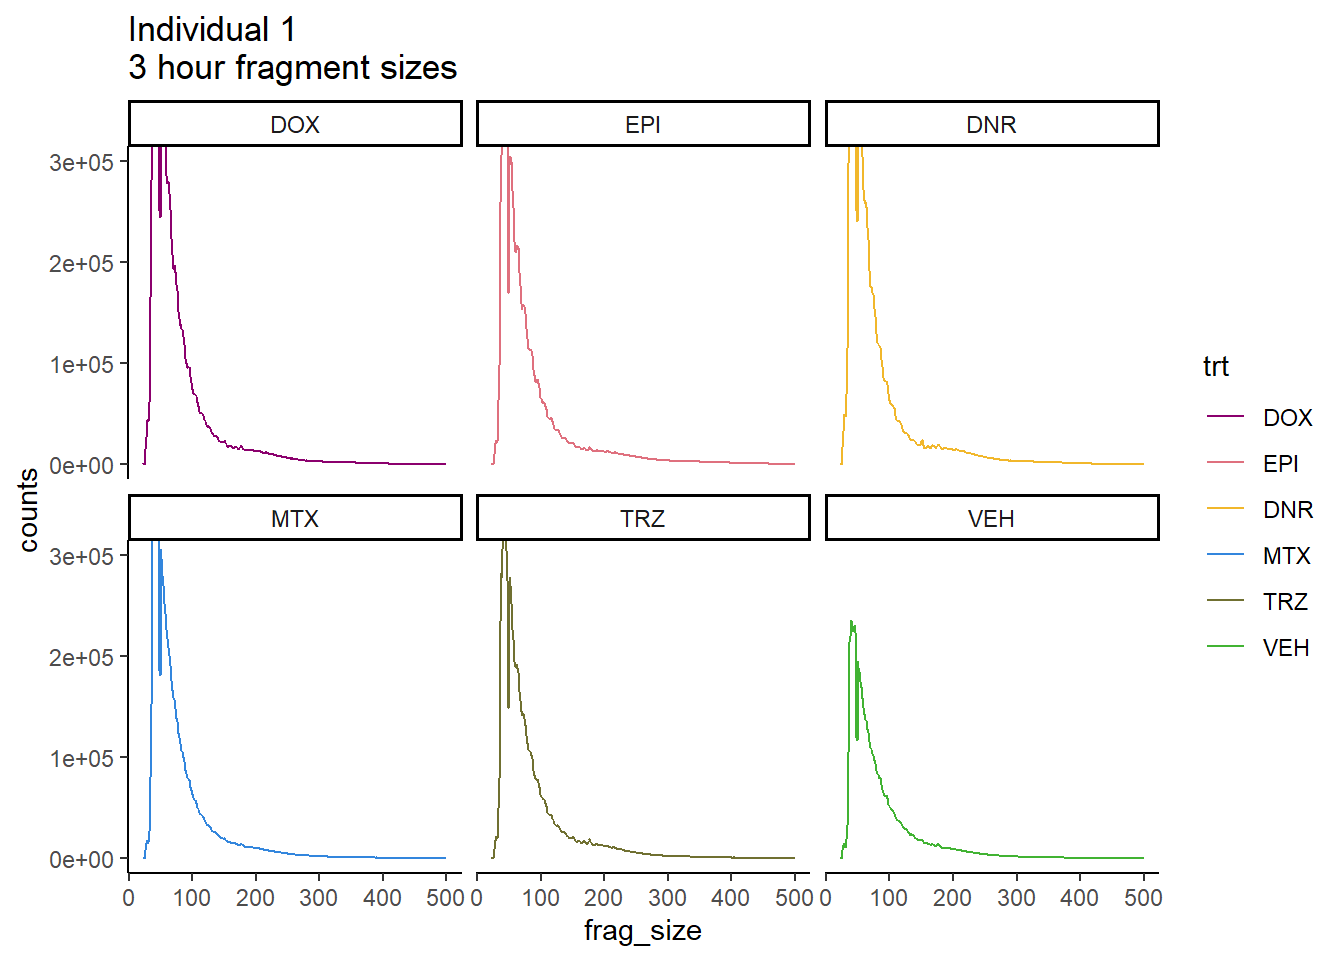 Individual 1
3 hour fragment sizes
DOX EPI DNR
3e+05
2e+05
1e+05
0e+00
MTX TRZ VEH
3e+05
2e+05
1e+05
0e+00
0 100 200 300 400 500 0 100 200 300 400 500 0 100 200 300 400 500
frag_size
counts
trt
DOX
EPI
DNR
MTX
TRZ
VEH